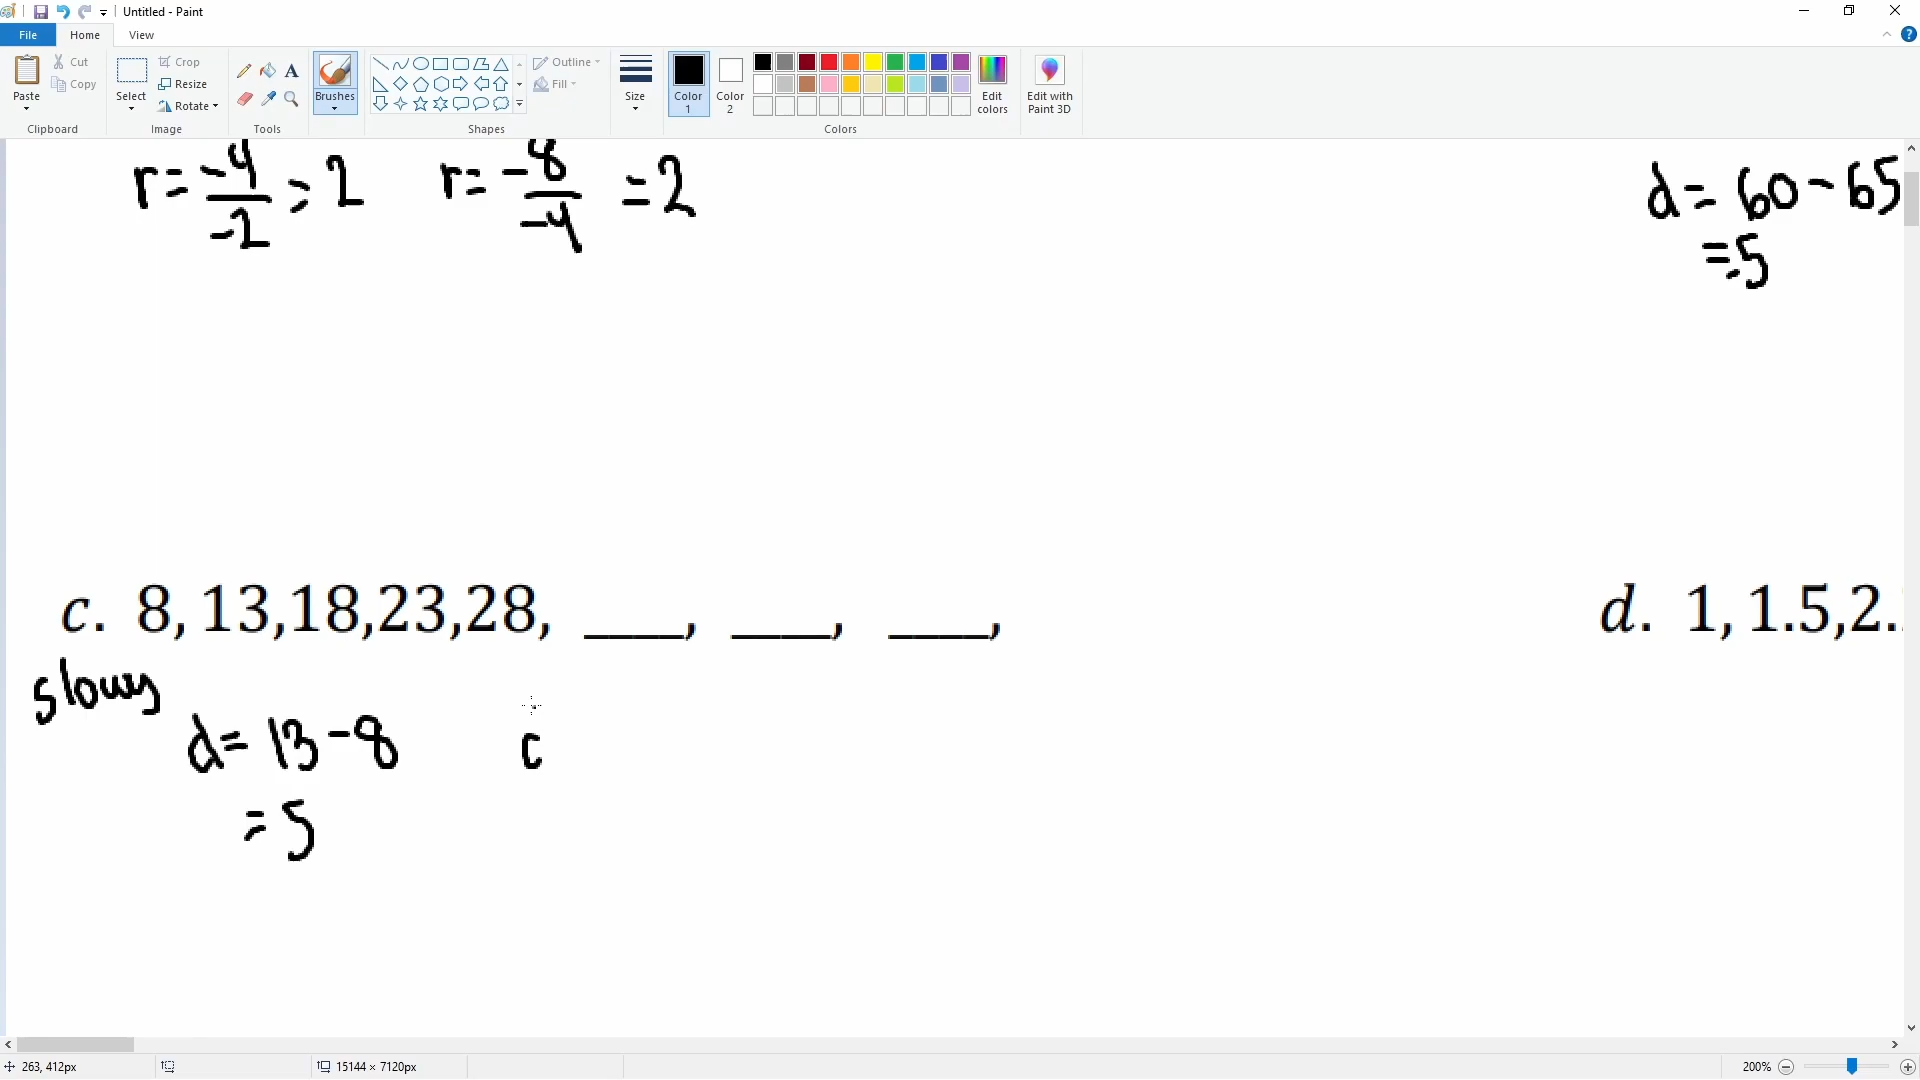 Untitled - Paint
File Home View
Paste Cut Copy Clipboard
Select Crop Resize Rotate Image
A Tools
Brushes
Outline Fill Shapes
Size
Color 1 Color 2 Edit colors Colors
Edit with Paint 3D
r = -4/-2 = 2 r = -8/-4 = 2
d = 60 - 65
= -5
c. 8, 13,18,23,28, ____, ____, ____,
d. 1, 1.5,2.
slowy
d = 13 - 8 c
= 5
263, 412px 15144 × 7120px 200%